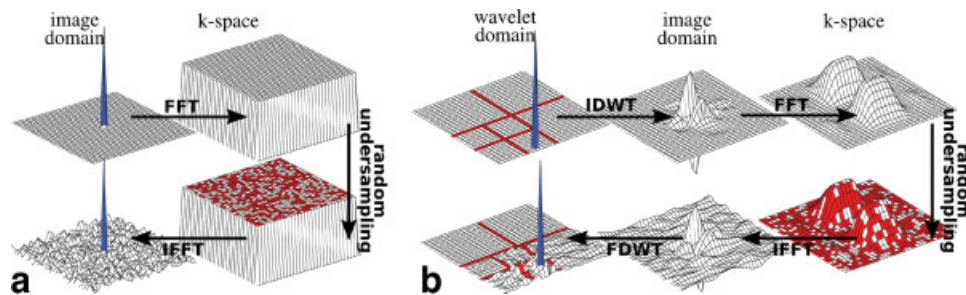 image
domain
k-space
FFT
random
undersampling
IFFT
a
wavelet
domain
image
domain
k-space
IDWT
FFT
random
undersampling
FDWT
IFFT
b